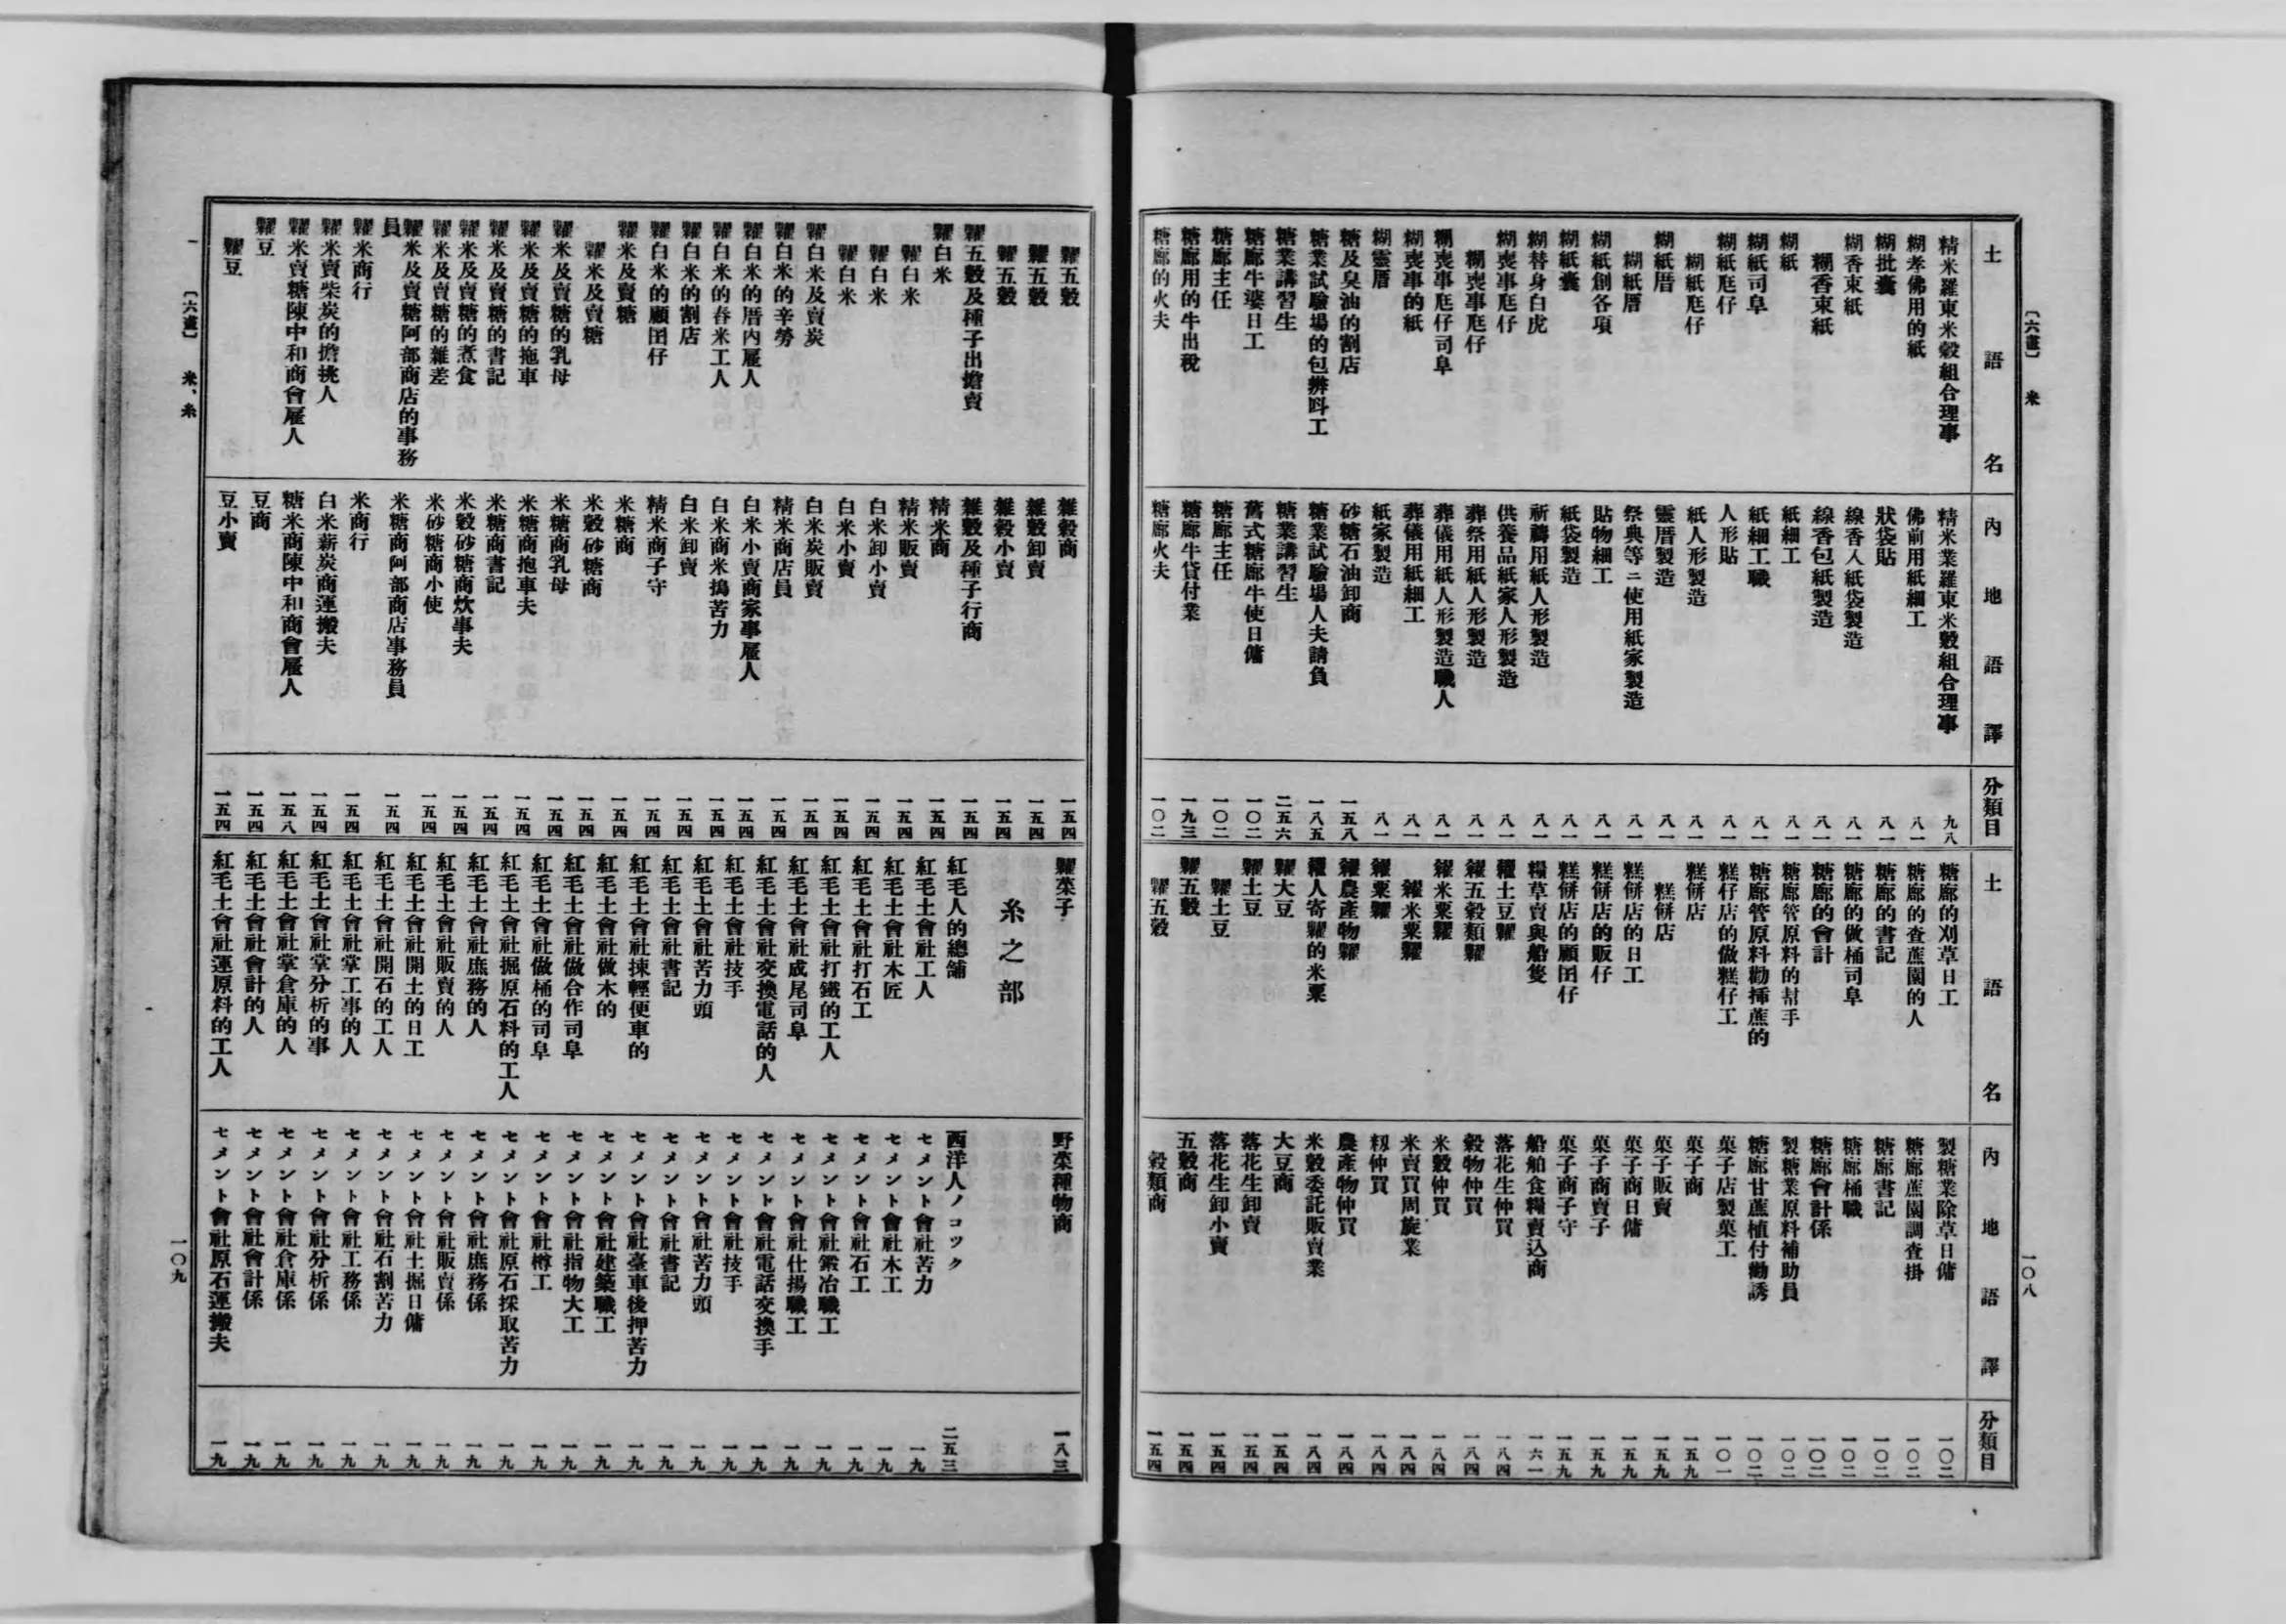 〔六畫〕 米
一〇八
土語名 內地語譯 分類目
精米羅東米穀組合理事 精米業羅東米穀組合理事 九八
糊孝佛用的紙 佛前用紙細工 八一
糊批囊 狀袋貼 八一
糊香束紙 線香入紙袋製造 八一
糊香束紙 線香包紙製造 八一
糊紙 紙細工 八一
糊紙司阜 紙細工職 八一
糊紙尪仔 人形貼 八一
糊紙尪仔 紙人形製造 八一
糊紙厝 靈厝製造 八一
糊紙厝 祭典等ニ使用紙家製造 八一
糊紙創各項 貼物細工 八一
糊紙囊 紙袋製造 八一
糊替身白虎 祈禱用紙人形製造 八一
糊喪事尪仔 供養品紙家人形製造 八一
糊喪事尪仔 葬祭用紙人形製造 八一
糊喪事尪仔司阜 葬儀用紙人形製造職人 八一
糊喪事的紙 葬儀用紙細工 八一
糊靈厝 紙家製造 八一
糖及臭油的割店 砂糖石油卸商 一五八
糖業試驗場的包辨呌工 糖業試驗場人夫請負 一八五
糖業講習生 糖業講習生 二五六
糖廍牛婆日工 舊式糖廍牛使日傭 一〇二
糖廍主任 糖廍主任 一〇二
糖廍用的牛出稅 糖廍牛貸付業 一九三
糖廍的火夫 糖廍火夫 一〇二
土語名 內地語譯 分類目
糖廍的刈草日工 製糖業除草日傭 一〇二
糖廍的查蔗園的人 糖廍蔗園調查掛 一〇二
糖廍的書記 糖廍書記 一〇二
糖廍的做桶司阜 糖廍桶職 一〇二
糖廍的會計 糖廍會計係 一〇二
糖廍管原料的幇手 製糖業原料補助員 一〇二
糖廍管原料勸揷蔗的 糖廍甘蔗植付勸誘 一〇二
糕仔店的做糕仔工 菓子店製菓工 一〇一
糕餅店 菓子商 一五九
糕餅店 菓子販賣 一五九
糕餅店的日工 菓子商日傭 一五九
糕餅店的販仔 菓子商賣子 一五九
糕餅店的顧囝仔 菓子商子守 一五九
糧草賣與船隻 船舶食糧賣込商 一六一
糴土豆糶 落花生仲買 一八四
糴五穀類糶 穀物仲買 一八四
糴米粟糶 米穀仲買 一八四
糴米粟糶 米賣買周旋業 一八四
糴粟糶 籾仲買 一八四
糴農產物糶 農產物仲買 一八四
糴人寄糶的米粟 米穀委託販賣業 一八四
糶大豆 大豆商 一五四
糶土豆 落花生卸賣 一五四
糶土豆 落花生卸小賣 一五四
糶五穀 五穀商 一五四
糶五穀 穀類商 一五四
糶五穀 雜穀商 一五四
糶五穀 雜穀卸賣 一五四
糶五穀 雜穀小賣 一五四
糶五穀及種子出擔賣 雜穀及種子行商 一五四
糶白米 精米商 一五四
糶白米 精米販賣 一五四
糶白米 白米卸小賣 一五四
糶白米 白米小賣 一五四
糶白米及賣炭 白米炭販賣 一五四
糶白米的辛勞 精米商店員 一五四
糶白米的厝內雇人 白米小賣商家事雇人 一五四
糶白米的舂米工人 白米商米搗苦力 一五四
糶白米的割店 白米卸賣 一五四
糶白米的顧囝仔 精米商子守 一五四
糶米及賣糖 米糖商 一五四
糶米及賣糖 米穀砂糖商 一五四
糶米及賣糖的乳母 米糖商乳母 一五四
糶米及賣糖的拖車 米糖商抱車夫 一五四
糶米及賣糖的書記 米糖商書記 一五四
糶米及賣糖的煮食 米穀砂糖商炊事夫 一五四
糶米及賣糖的雜差 米砂糖商小使 一五四
糶米及賣糖阿部商店的事務員 米糖商阿部商店事務員 一五四
糶米商行 米商行 一五四
糶米賣柴炭的擔挑人 白米薪炭商運搬夫 一五四
糶米賣糖陳中和商會雇人 糖米商陳中和商會雇人 一五八
糶豆 豆商 一五四
糶豆 豆小賣 一五四
糶菜子 野菜種物商 一八三
糸之部
紅毛人的總舖 西洋人ノコック 二五三
紅毛土會社工人 セメント會社苦力 一九
紅毛土會社木匠 セメント會社木工 一九
紅毛土會社打石工 セメント會社石工 一九
紅毛土會社打鐵的工人 セメント會社鍛冶職工 一九
紅毛土會社成尾司阜 セメント會社仕揚職工 一九
紅毛土會社交換電話的人 セメント會社電話交換手 一九
紅毛土會社技手 セメント會社技手 一九
紅毛土會社苦力頭 セメント會社苦力頭 一九
紅毛土會社書記 セメント會社書記 一九
紅毛土會社揀輕便車的 セメント會社臺車後押苦力 一九
紅毛土會社做木的 セメント會社建築職工 一九
紅毛土會社做合作司阜 セメント會社指物大工 一九
紅毛土會社做桶的司阜 セメント會社樽工 一九
紅毛土會社掘原石料的工人 セメント會社原石採取苦力 一九
紅毛土會社庶務的人 セメント會社庶務係 一九
紅毛土會社販賣的人 セメント會社販賣係 一九
紅毛土會社開土的日工 セメント會社土掘日傭 一九
紅毛土會社開石的工人 セメント會社石割苦力 一九
紅毛土會社掌工事的人 セメント會社工務係 一九
紅毛土會社掌分析的事 セメント會社分析係 一九
紅毛土會社掌倉庫的人 セメント會社倉庫係 一九
紅毛土會社會計的人 セメント會社會計係 一九
紅毛土會社運原料的工人 セメント會社原石運搬夫 一九
〔六畫〕 米、糸
一〇九